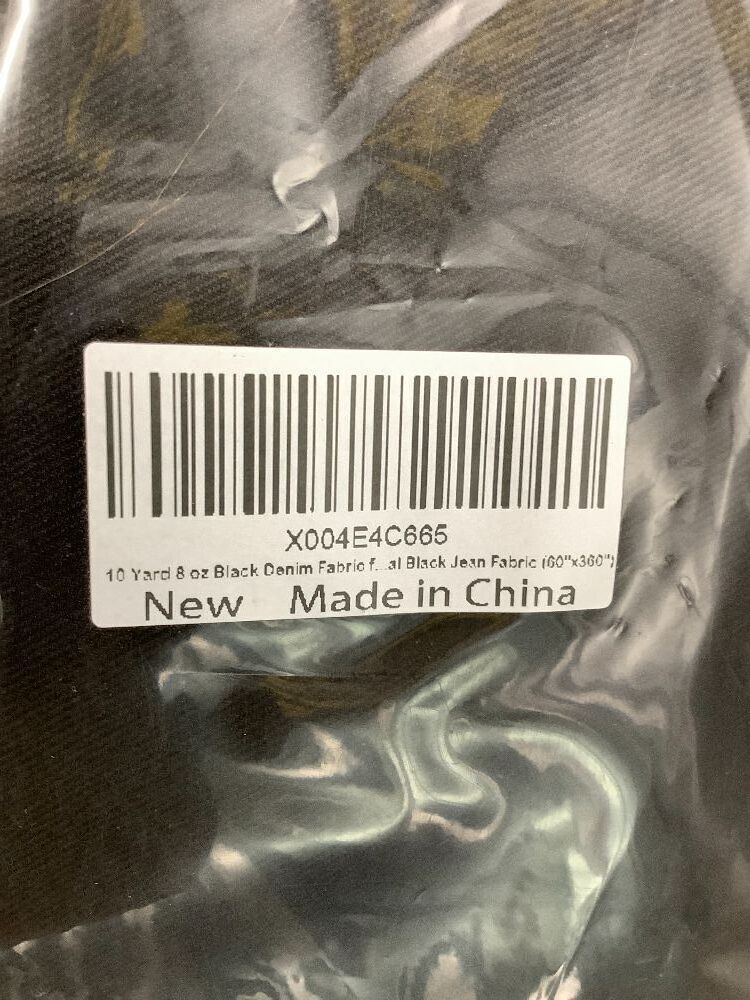 X004E4C665
10 Yard 8 oz Black Denim Fabric f...al Black Jean Fabric (60"x360")
New Made in China